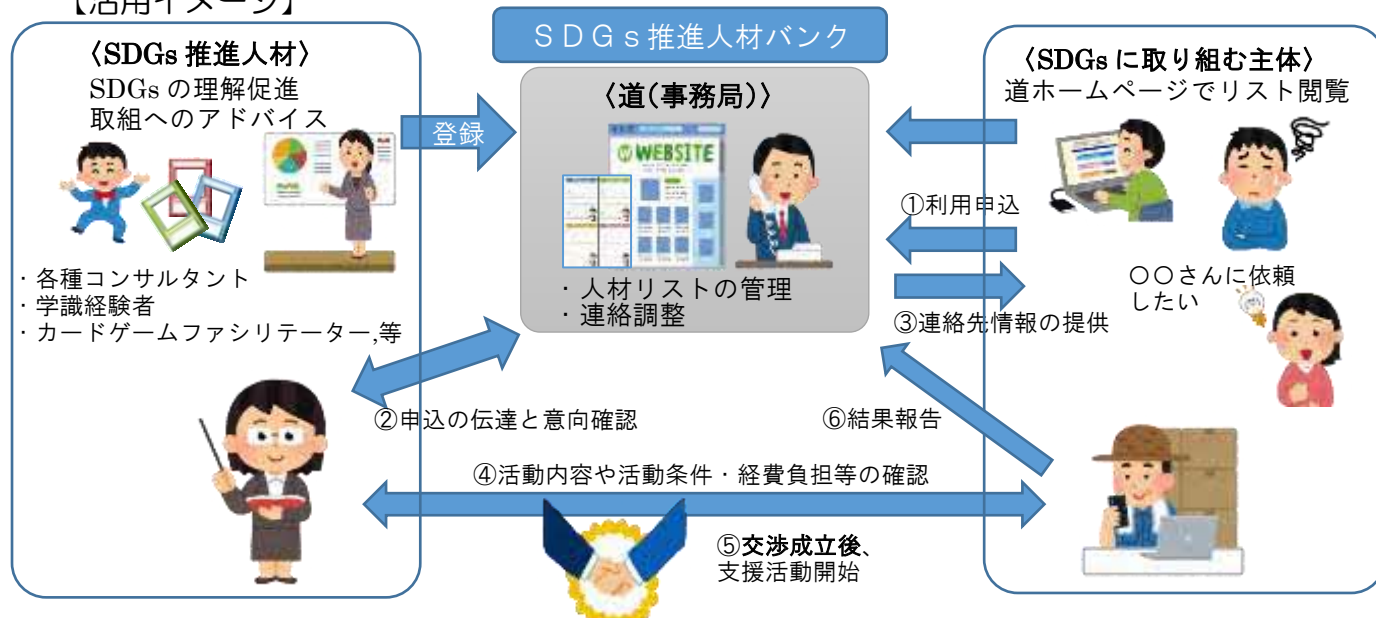 【活用イメージ】
〈SDGs 推進人材〉
SDGs の理解促進
取組へのアドバイス
登録
・各種コンサルタント
・学識経験者
・カードゲームファシリテーター,等
ＳＤＧｓ推進人材バンク
〈道(事務局)〉
WEBSITE
・人材リストの管理
・連絡調整
〈SDGs に取り組む主体〉
道ホームページでリスト閲覧
①利用申込
〇〇さんに依頼
したい
③連絡先情報の提供
②申込の伝達と意向確認
⑥結果報告
④活動内容や活動条件・経費負担等の確認
⑤交渉成立後、
支援活動開始